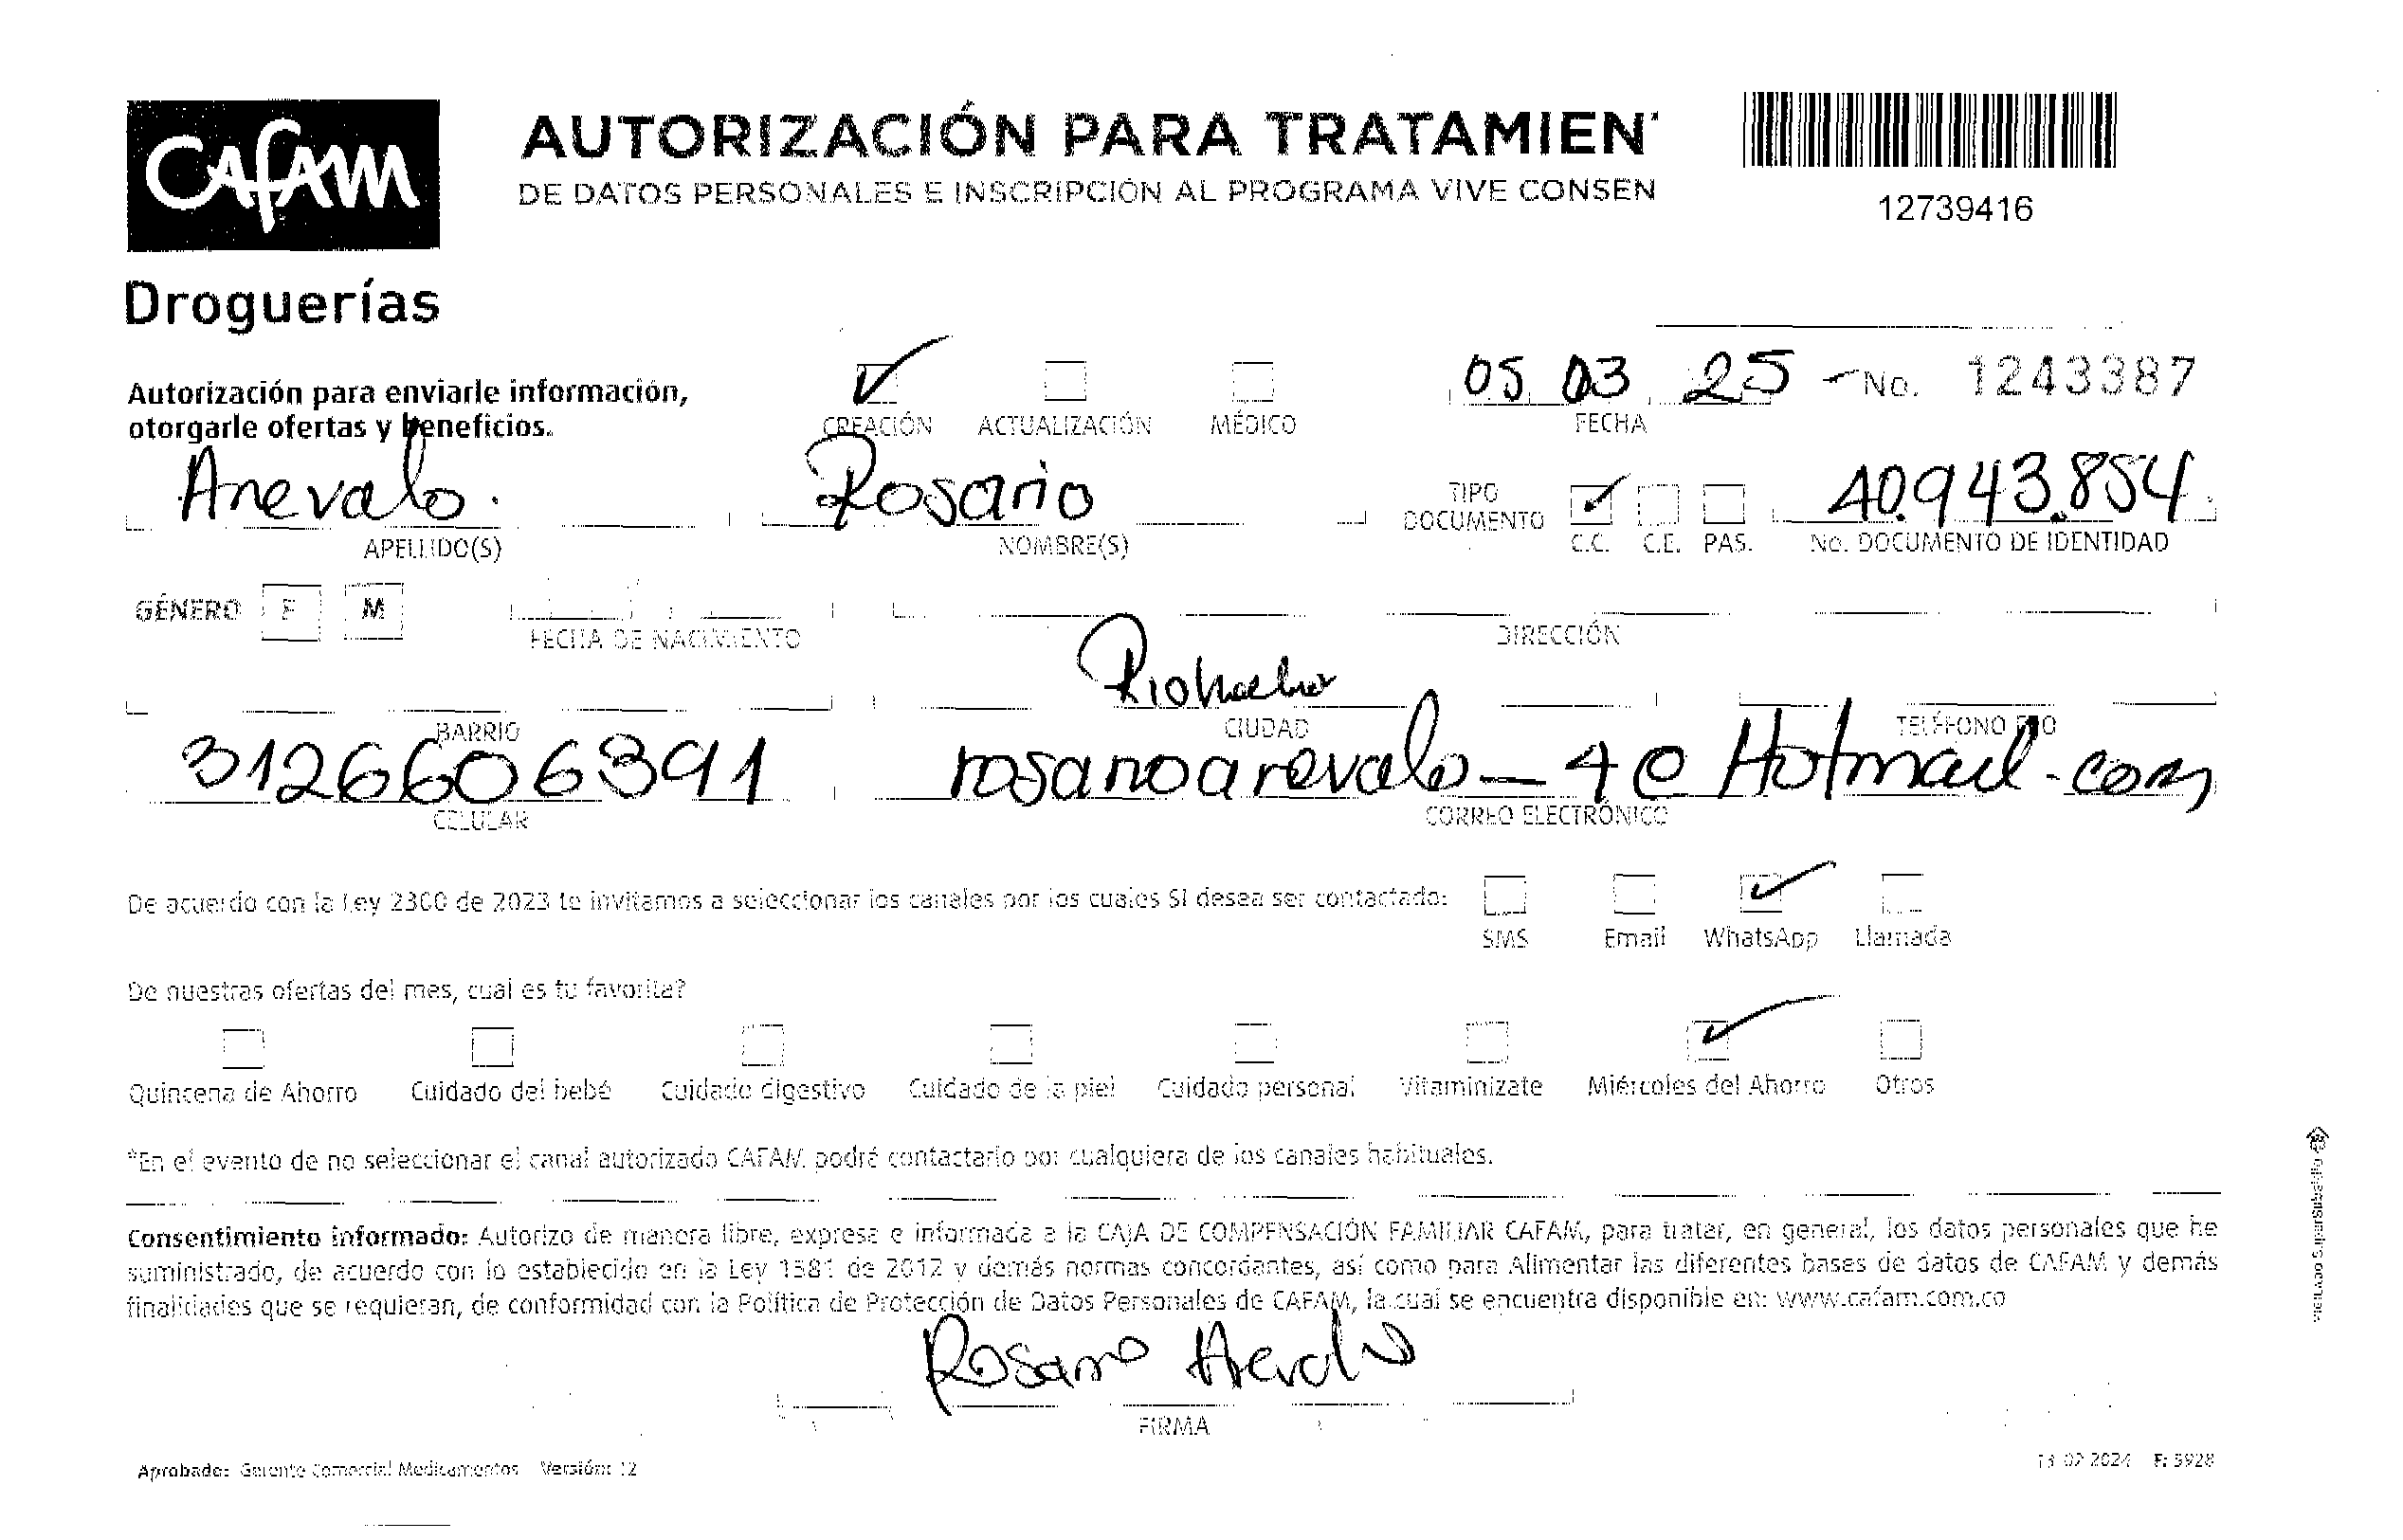 CAFAM
AUTORIZACIÓN PARA TRATAMIEN
DE DATOS PERSONALES E INSCRIPCIÓN AL PROGRAMA VIVE CONSEN
12739416
Droguerías
Autorización para enviarle información,
otorgarle ofertas y beneficios.
CREACIÓN ACTUALIZACIÓN MÉDICO
05 03 25 No. 1243387
FECHA
Arevalo. Rosario TIPO DOCUMENTO 40.943.854
APELLIDO(S) NOMBRE(S) C.C. C.E. PAS. No. DOCUMENTO DE IDENTIDAD
GÉNERO F M
FECHA DE NACIMIENTO DIRECCIÓN
Riohacha
BARRIO CIUDAD TELÉFONO FIJO
3126606391 rosarioarevalo_4@Hotmail.com
CELULAR CORREO ELECTRÓNICO
De acuerdo con la Ley 2300 de 2023 te invitamos a seleccionar los canales por los cuales SI desea ser contactado:
SMS Email WhatsApp Llamada
De nuestras ofertas del mes, cual es tu favorita?
Quincena de Ahorro Cuidado del bebé Cuidado digestivo Cuidado de la piel Cuidado personal Vitaminízate Miércoles del Ahorro Otros
*En el evento de no seleccionar el canal autorizado CAFAM podré contactarlo por cualquiera de los canales habituales.
Consentimiento informado: Autorizo de manera libre, expresa e informada a la CAJA DE COMPENSACIÓN FAMILIAR CAFAM, para tratar, en general, los datos personales que he
suministrado, de acuerdo con lo establecido en la Ley 1581 de 2012 y demás normas concordantes, así como para Alimentar las diferentes bases de datos de CAFAM y demás
finalidades que se requieran, de conformidad con la Política de Protección de Datos Personales de CAFAM, la cual se encuentra disponible en: www.cafam.com.co
Rosario Arevalo
FIRMA
Aprobado: Gerente Comercial Medicamentos Versión: 12
13 02 2024 F: 5928